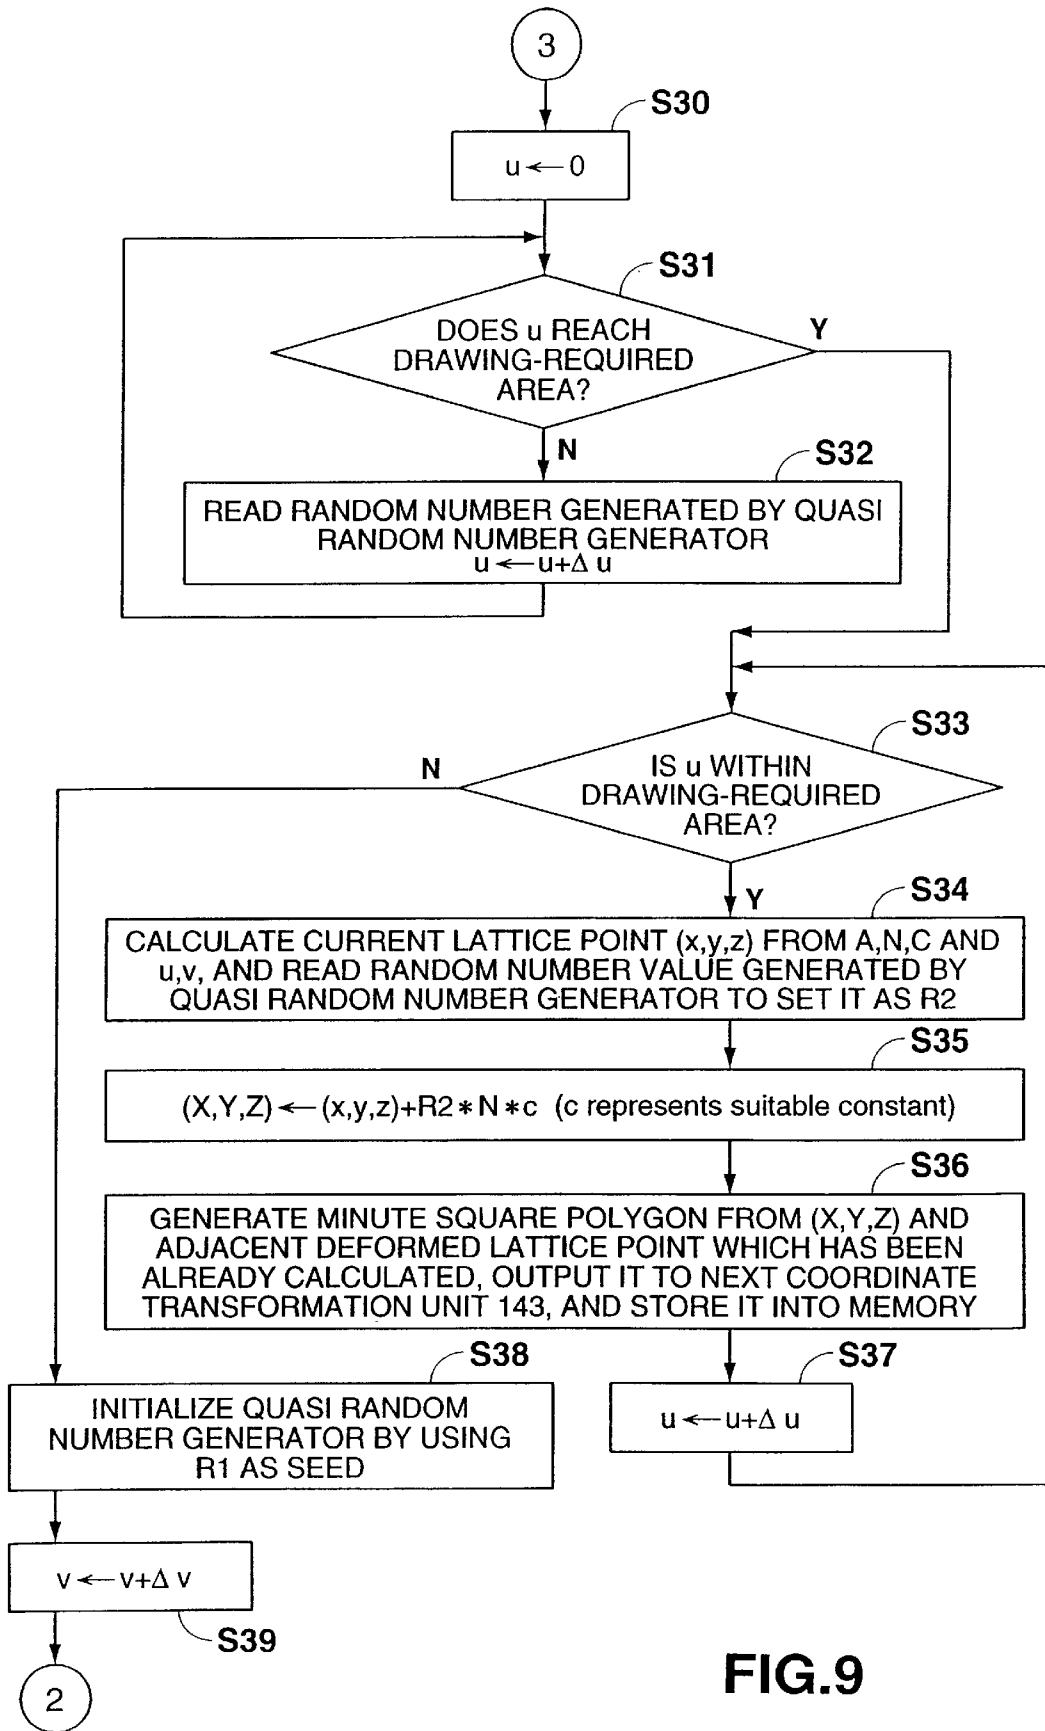 3
S30
u ← 0
S31
DOES u REACH
DRAWING-REQUIRED
AREA?
Y
N
S32
READ RANDOM NUMBER GENERATED BY QUASI
RANDOM NUMBER GENERATOR
u ← u+Δ u
S33
N
IS u WITHIN
DRAWING-REQUIRED
AREA?
Y
S34
CALCULATE CURRENT LATTICE POINT (x,y,z) FROM A,N,C AND
u,v, AND READ RANDOM NUMBER VALUE GENERATED BY
QUASI RANDOM NUMBER GENERATOR TO SET IT AS R2
S35
(X,Y,Z) ← (x,y,z)+R2*N*c (c represents suitable constant)
S36
GENERATE MINUTE SQUARE POLYGON FROM (X,Y,Z) AND
ADJACENT DEFORMED LATTICE POINT WHICH HAS BEEN
ALREADY CALCULATED, OUTPUT IT TO NEXT COORDINATE
TRANSFORMATION UNIT 143, AND STORE IT INTO MEMORY
S37
u ← u+Δ u
S38
INITIALIZE QUASI RANDOM
NUMBER GENERATOR BY USING
R1 AS SEED
v ← v+Δ v
S39
2
FIG.9